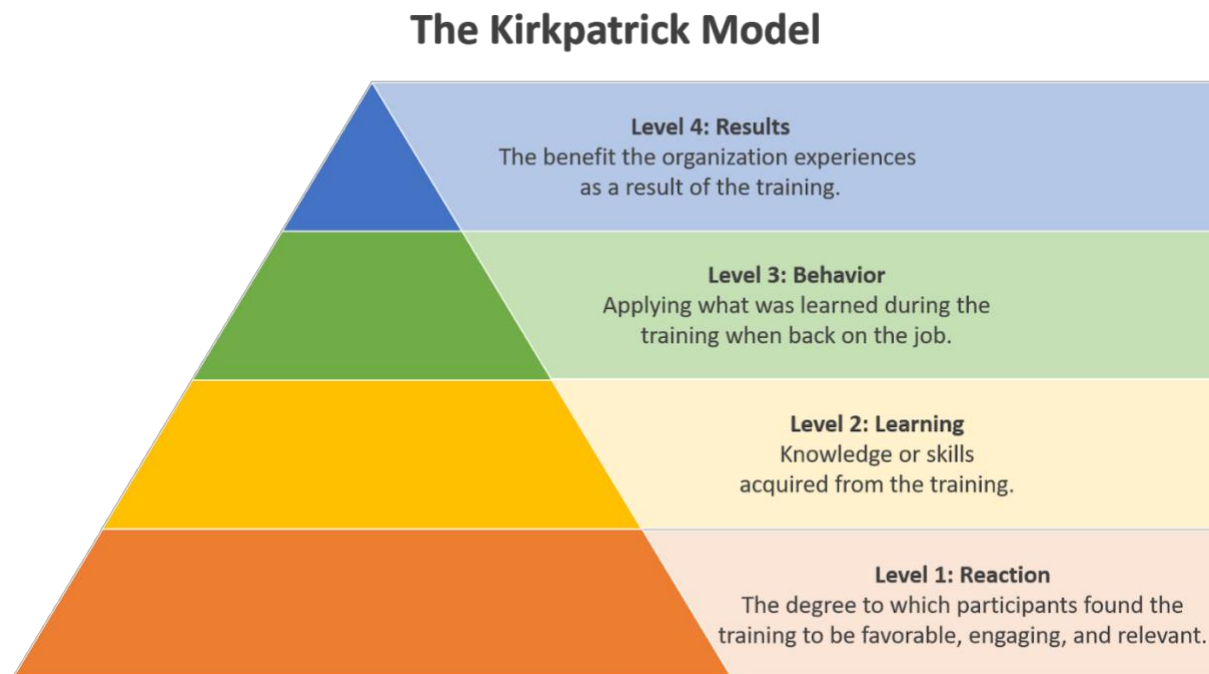 The Kirkpatrick Model
Level 4: Results
The benefit the organization experiences
as a result of the training.
Level 3: Behavior
Applying what was learned during the
training when back on the job.
Level 2: Learning
Knowledge or skills
acquired from the training.
Level 1: Reaction
The degree to which participants found the
training to be favorable, engaging, and relevant.